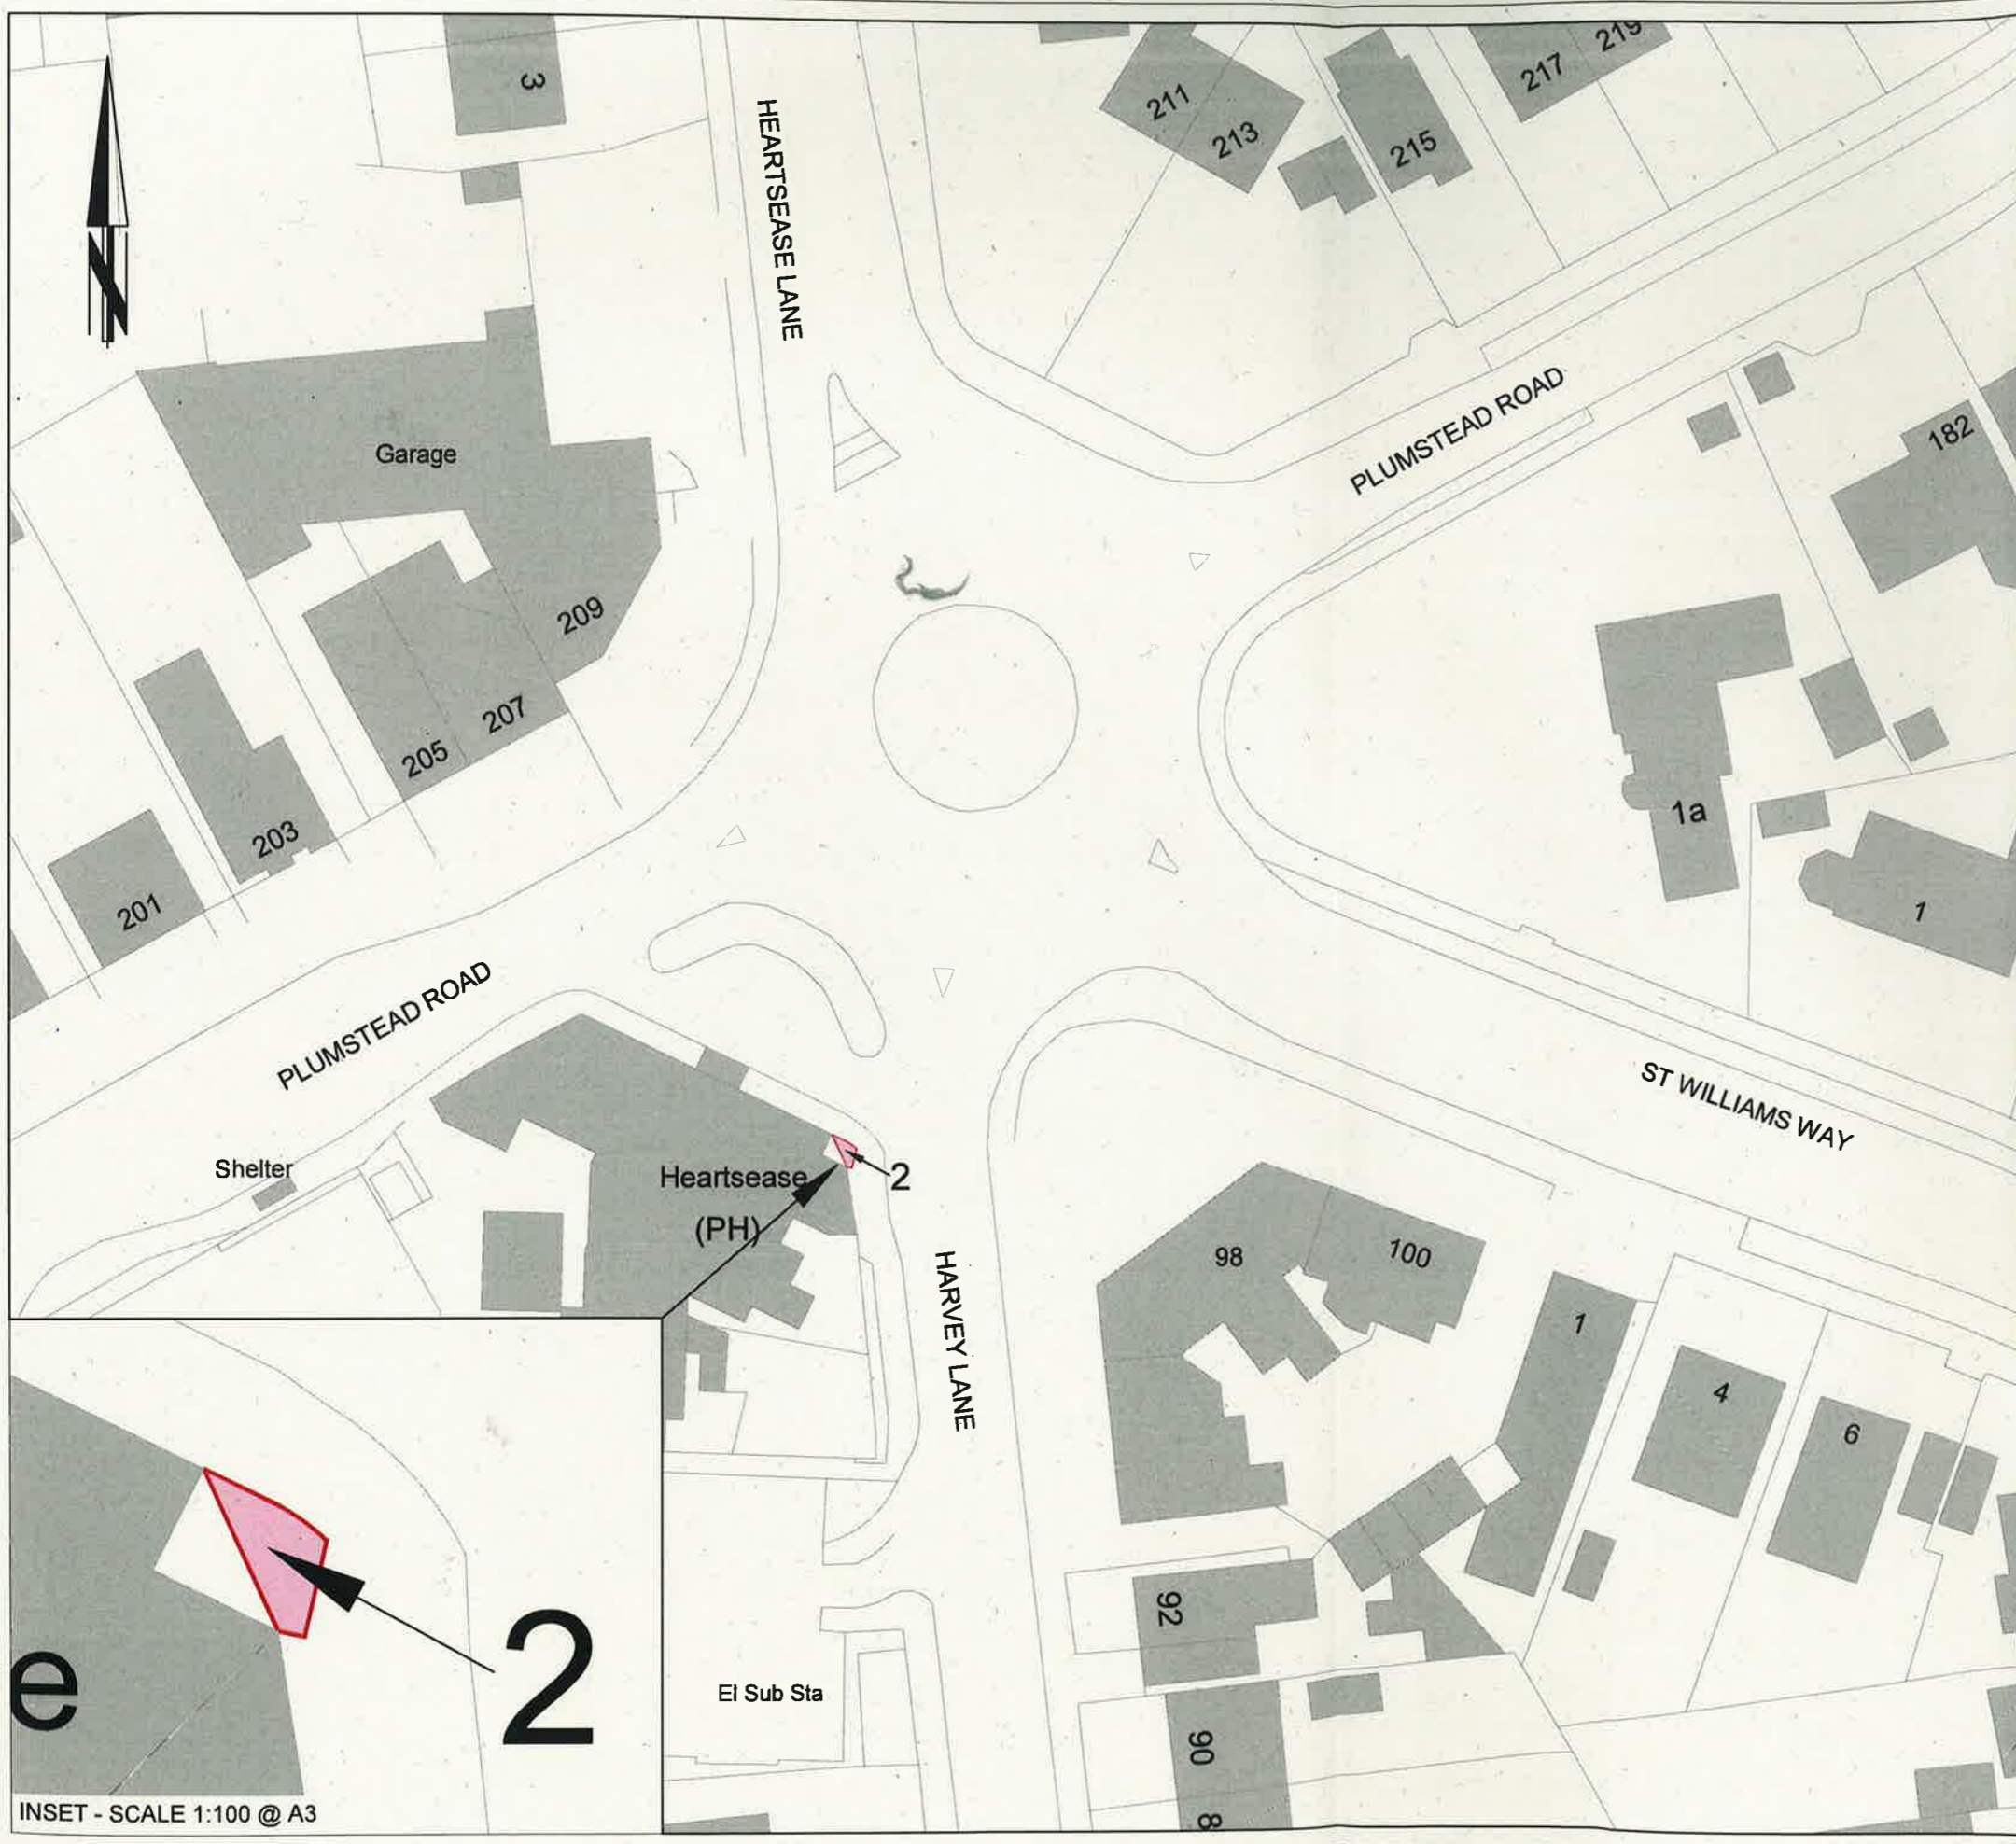 3
211
213
215
217
219
HEARTSEASE LANE
N
Garage
PLUMSTEAD ROAD
182
209
207
205
203
201
1a
1
PLUMSTEAD ROAD
ST WILLIAMS WAY
Shelter
Heartsease
(PH)
2
98
100
HARVEY LANE
1
4
6
92
El Sub Sta
90
8
e
2
INSET - SCALE 1:100 @ A3